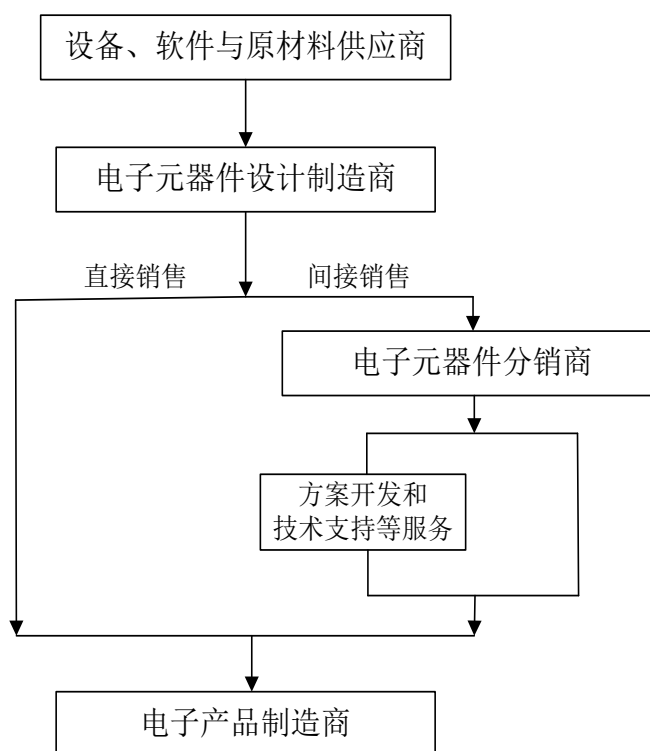 设备、软件与原材料供应商
电子元器件设计制造商
直接销售
间接销售
电子元器件分销商
方案开发和
技术支持等服务
电子产品制造商